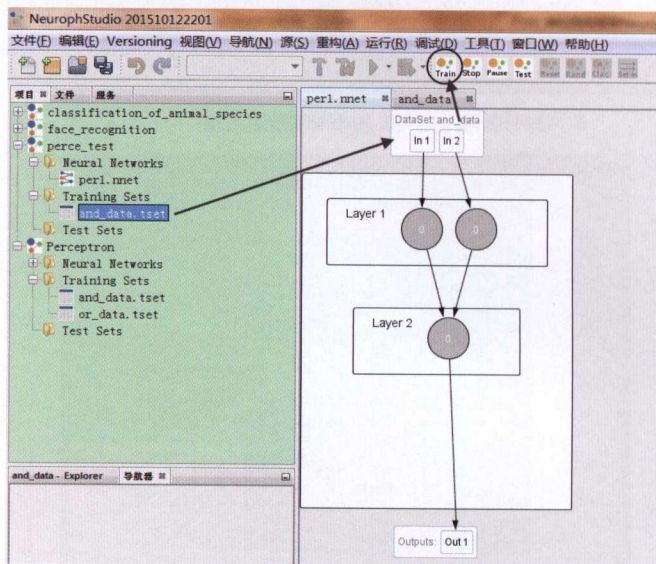 NeurophStudio 201510122201
文件(F) 编辑(E) Versioning 视图(V) 导航(N) 源(S) 重构(A) 运行(R) 调试(D) 工具(T) 窗口(W) 帮助(H)
Train Stop Pause Test Reset Rand
项目 文件 服务
classification_of_animal_species
face_recognition
perce_test
Neural Networks
per1.nnet
Training Sets
and_data.tset
Test Sets
Perceptron
Neural Networks
Training Sets
and_data.tset
or_data.tset
Test Sets
and_data - Explorer 导航器
per1.nnet and_data
DataSet: and_data
In 1 In 2
Layer 1
0 0
Layer 2
0
Outputs: Out 1